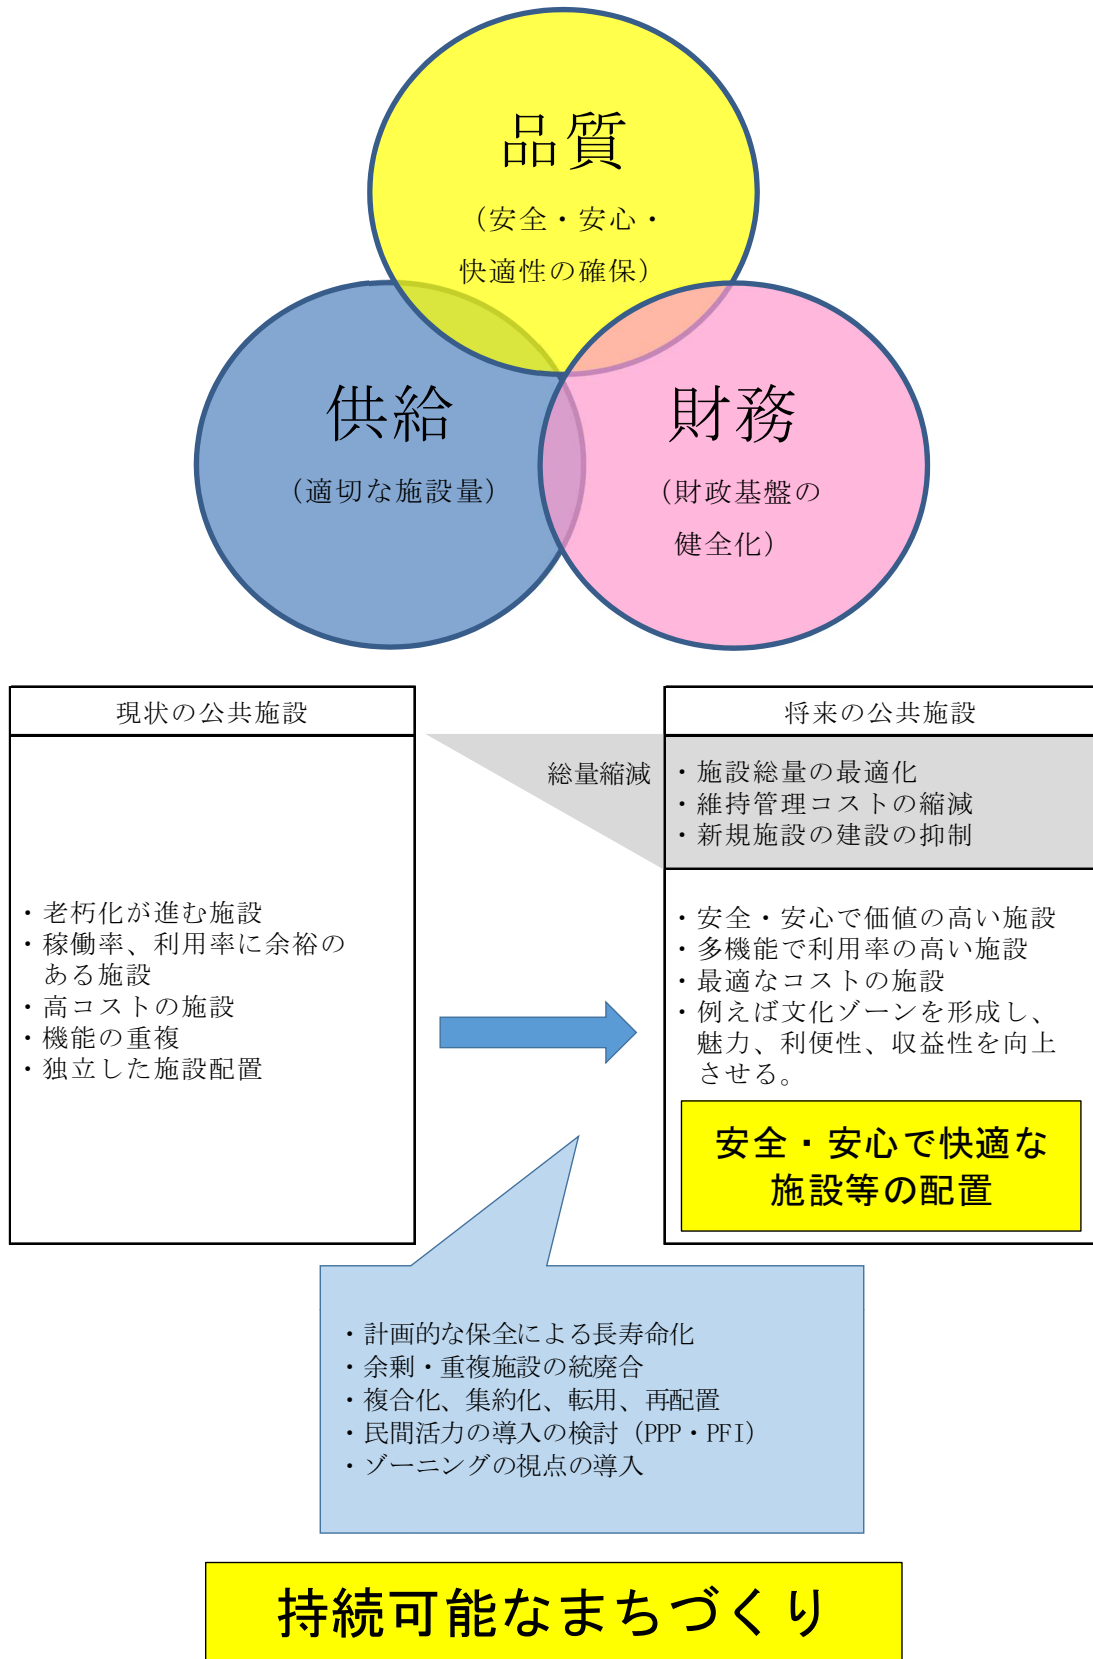 品質
（安全・安心・
快適性の確保）
供給
（適切な施設量）
財務
（財政基盤の
健全化）
現状の公共施設
・老朽化が進む施設
・稼働率、利用率に余裕の
ある施設
・高コストの施設
・機能の重複
・独立した施設配置
総量縮減
将来の公共施設
・施設総量の最適化
・維持管理コストの縮減
・新規施設の建設の抑制
・安全・安心で価値の高い施設
・多機能で利用率の高い施設
・最適なコストの施設
・例えば文化ゾーンを形成し、
魅力、利便性、収益性を向上
させる。
安全・安心で快適な
施設等の配置
・計画的な保全による長寿命化
・余剰・重複施設の統廃合
・複合化、集約化、転用、再配置
・民間活力の導入の検討（PPP・PFI）
・ゾーニングの視点の導入
持続可能なまちづくり